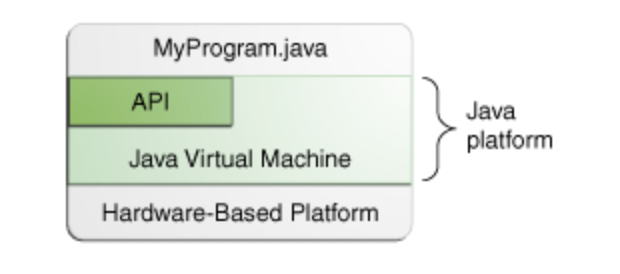 MyProgram.java
API
Java Virtual Machine
Hardware-Based Platform
Java
platform